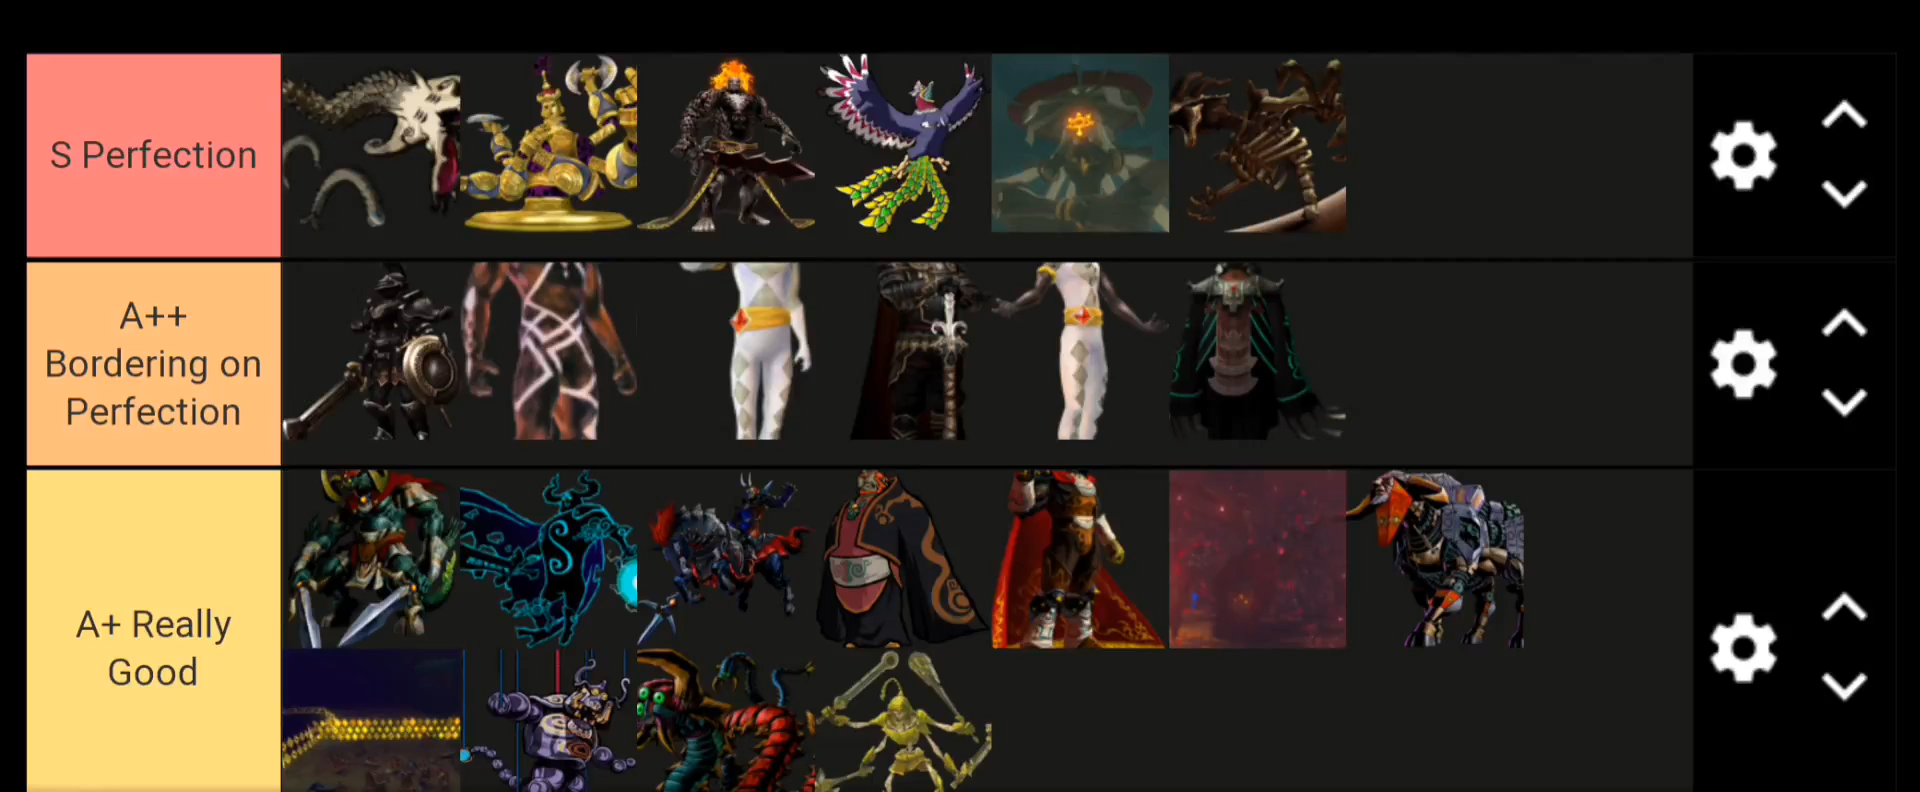 S Perfection
A++
Bordering on
Perfection
A+ Really
Good